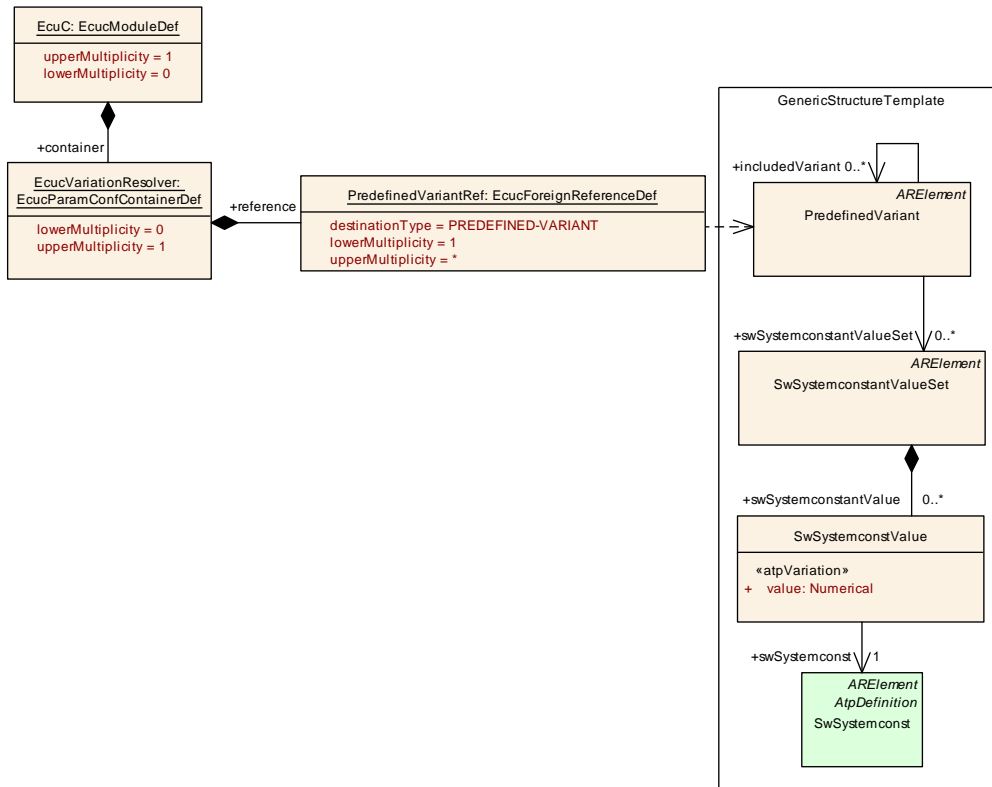 EcuC: EcucModuleDef
upperMultiplicity = 1
lowerMultiplicity = 0
+container
EcucVariationResolver:
EcucParamConfContainerDef
lowerMultiplicity = 0
upperMultiplicity = 1
+reference
PredefinedVariantRef: EcucForeignReferenceDef
destinationType = PREDEFINED-VARIANT
lowerMultiplicity = 1
upperMultiplicity = *
GenericStructureTemplate
+includedVariant 0..*
ARElement
PredefinedVariant
+swSystemconstantValueSet 0..*
ARElement
SwSystemconstantValueSet
+swSystemconstantValue 0..*
SwSystemconstValue
«atpVariation»
+ value: Numerical
+swSystemconst 1
ARElement
AtpDefinition
SwSystemconst